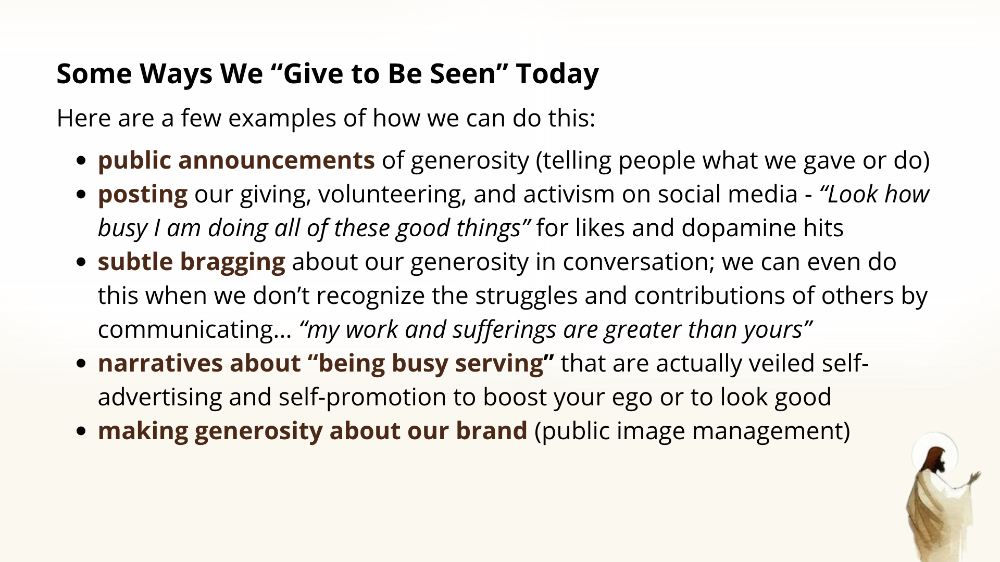 Some Ways We “Give to Be Seen” Today
Here are a few examples of how we can do this:
• public announcements of generosity (telling people what we gave or do)
• posting our giving, volunteering, and activism on social media - “Look how
busy I am doing all of these good things” for likes and dopamine hits
• subtle bragging about our generosity in conversation; we can even do
this when we don’t recognize the struggles and contributions of others by
communicating... “my work and sufferings are greater than yours”
• narratives about “being busy serving” that are actually veiled self-
advertising and self-promotion to boost your ego or to look good
• making generosity about our brand (public image management)